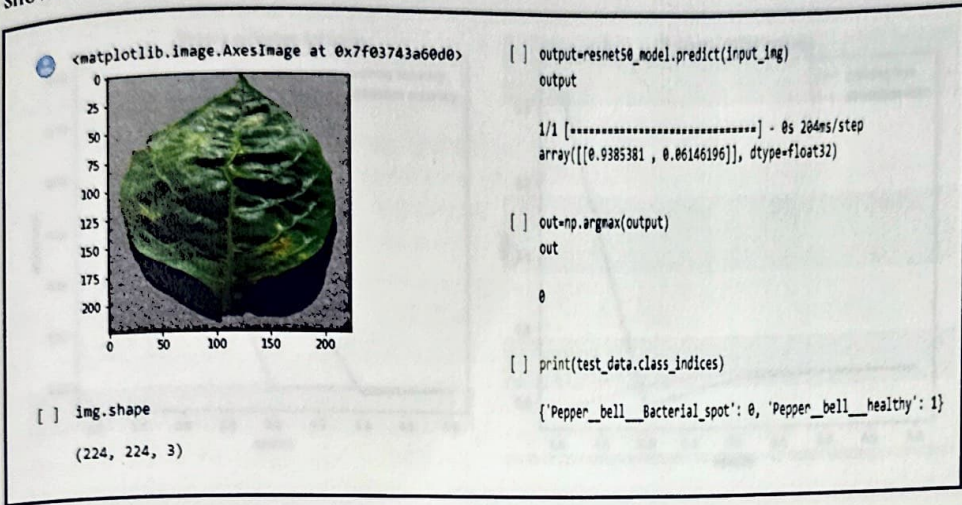 <matplotlib.image.AxesImage at 0x7f03743a60d0>
0
25
50
75
100
125
150
175
200
0 50 100 150 200
[ ] img.shape
(224, 224, 3)
[ ] output=resnet50_model.predict(input_img)
output
1/1 [==============================] - 0s 204ms/step
array([[0.9385381 , 0.06146196]], dtype=float32)
[ ] out=np.argmax(output)
out
0
[ ] print(test_data.class_indices)
{'Pepper__bell___Bacterial_spot': 0, 'Pepper__bell___healthy': 1}